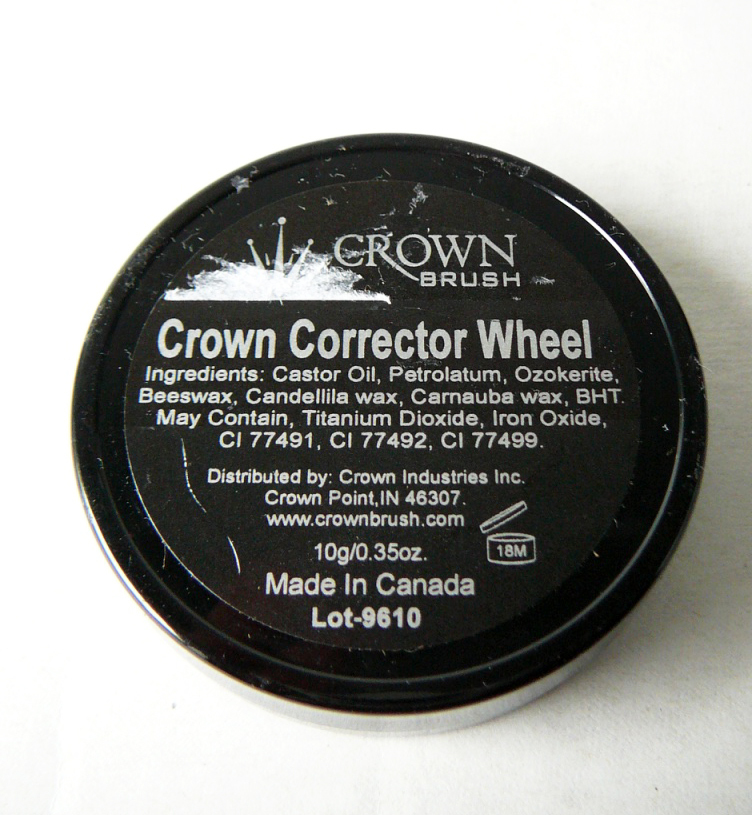 CROWN
BRUSH
Crown Corrector Wheel
Ingredients: Castor Oil, Petrolatum, Ozokerite,
Beeswax, Candellila wax, Carnauba wax, BHT.
May Contain, Titanium Dioxide, Iron Oxide,
CI 77491, CI 77492, CI 77499.
Distributed by: Crown Industries Inc.
Crown Point,IN 46307.
www.crownbrush.com
18M
10g/0.35oz.
Made In Canada
Lot-9610